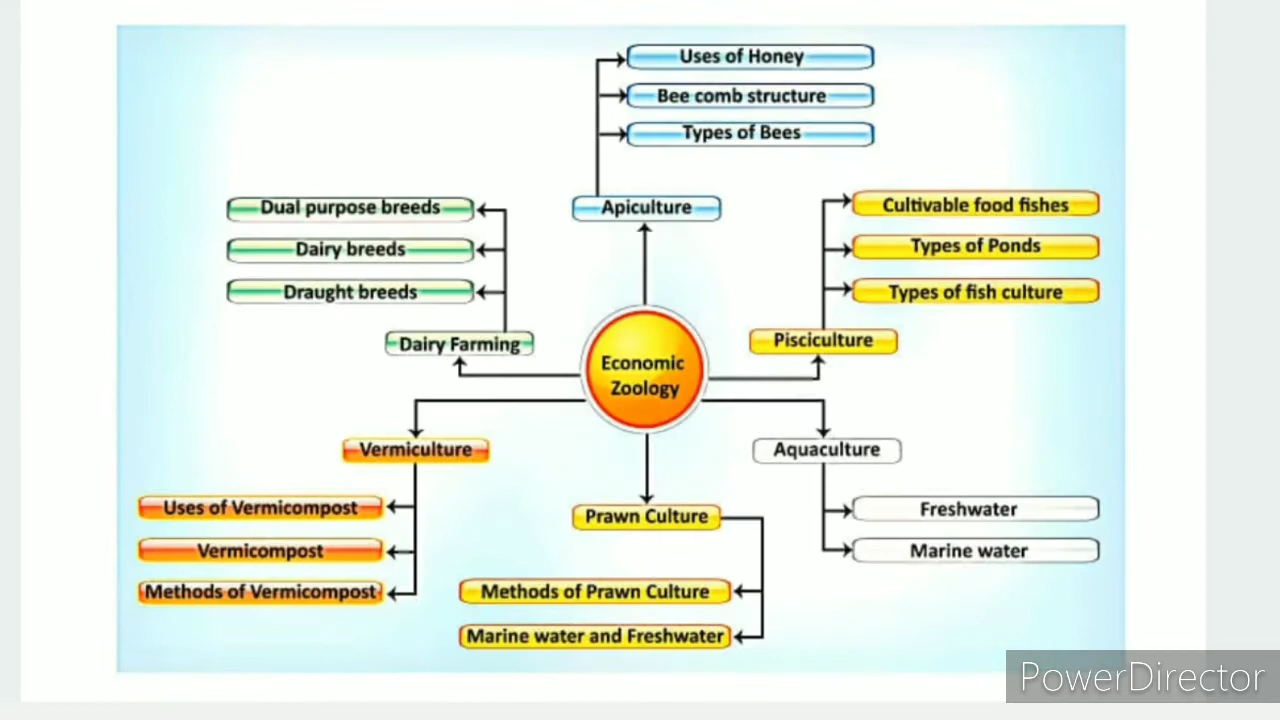 Uses of Honey
Bee comb structure
Types of Bees
Apiculture
Dual purpose breeds
Dairy breeds
Draught breeds
Dairy Farming
Cultivable food fishes
Types of Ponds
Types of fish culture
Pisciculture
Economic
Zoology
Vermiculture
Uses of Vermicompost
Vermicompost
Methods of Vermicompost
Prawn Culture
Methods of Prawn Culture
Marine water and Freshwater
Aquaculture
Freshwater
Marine water
PowerDirector